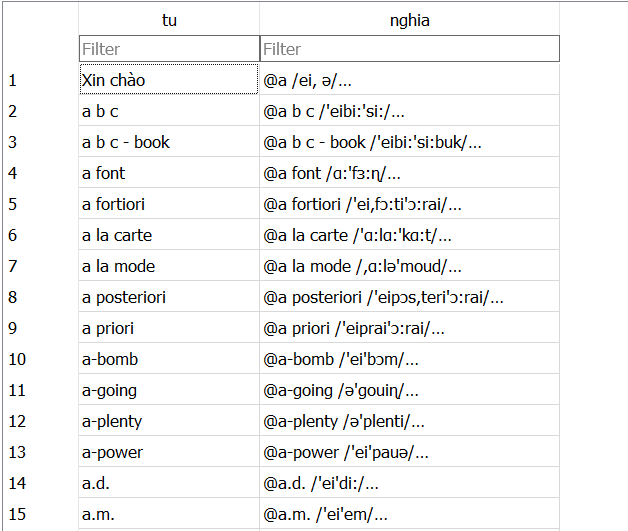 tu nghia
Filter Filter
1 Xin chào @a /ei, ə/...
2 a b c @a b c /'eibi:'si:/...
3 a b c - book @a b c - book /'eibi:'si:buk/...
4 a font @a font /ɑ:'fɜ:ɳ/...
5 a fortiori @a fortiori /'ei,fɔ:ti'ɔ:rai/...
6 a la carte @a la carte /'ɑ:lɑ:'kɑ:t/...
7 a la mode @a la mode /,ɑ:lə'moud/...
8 a posteriori @a posteriori /'eipɔs,teri'ɔ:rai/...
9 a priori @a priori /'eiprai'ɔ:rai/...
10 a-bomb @a-bomb /'ei'bɔm/...
11 a-going @a-going /ə'gouiɳ/...
12 a-plenty @a-plenty /ə'plenti/...
13 a-power @a-power /'ei'pauə/...
14 a.d. @a.d. /'ei'di:/...
15 a.m. @a.m. /'ei'em/...